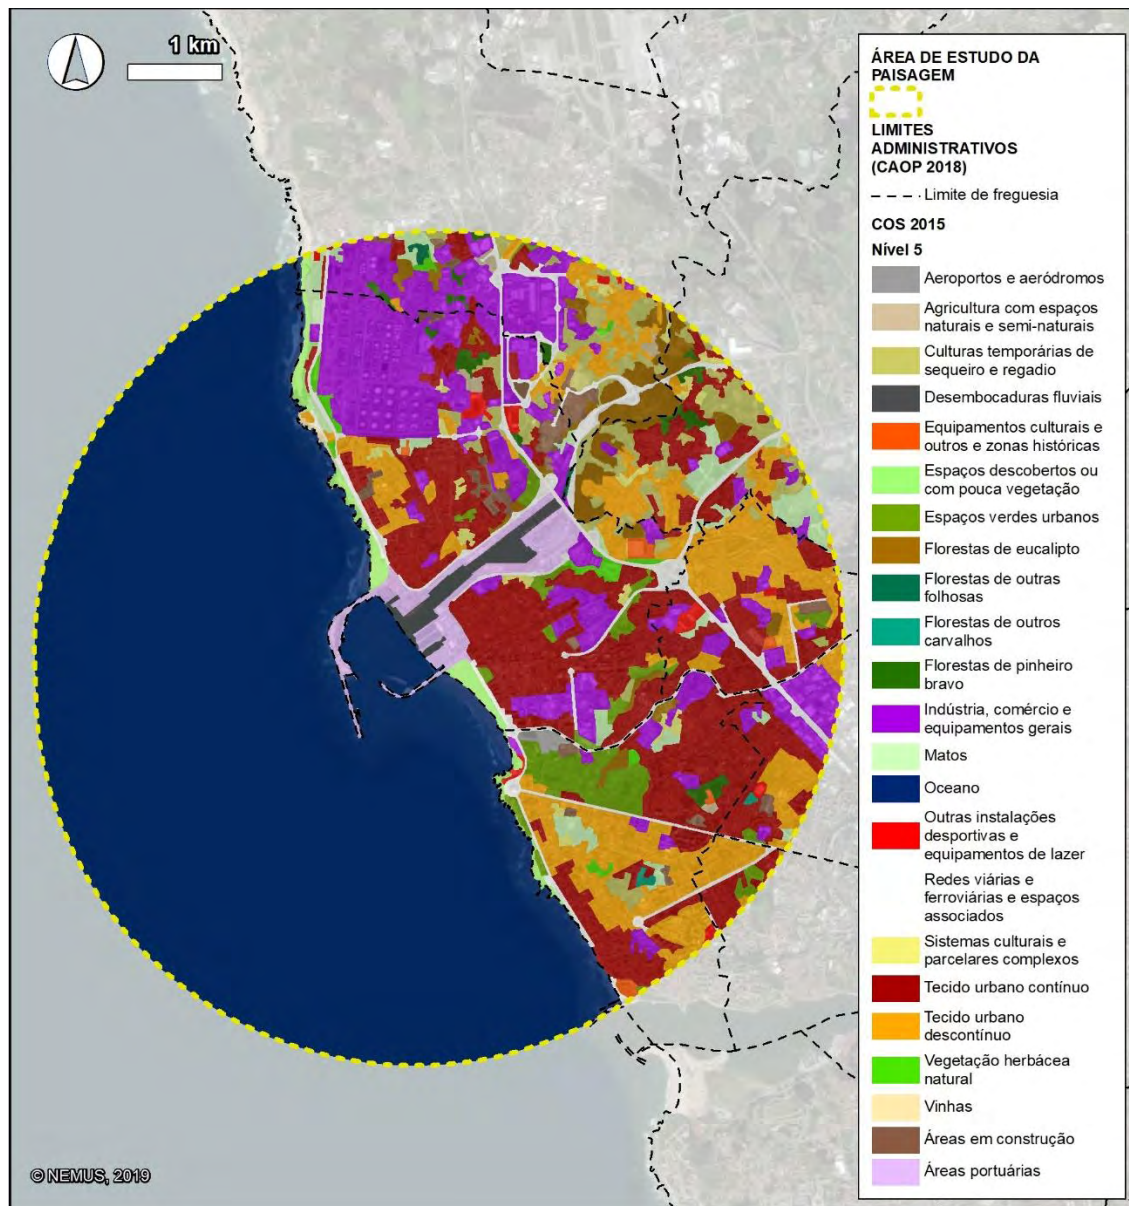 1 km
ÁREA DE ESTUDO DA
PAISAGEM
LIMITES
ADMINISTRATIVOS
(CAOP 2018)
Limite de freguesia
COS 2015
Nível 5
Aeroportos e aeródromos
Agricultura com espaços
naturais e semi-naturais
Culturas temporárias de
sequeiro e regadio
Desembocaduras fluviais
Equipamentos culturais e
outros e zonas históricas
Espaços descobertos ou
com pouca vegetação
Espaços verdes urbanos
Florestas de eucalipto
Florestas de outras
folhosas
Florestas de outros
carvalhos
Florestas de pinheiro
bravo
Indústria, comércio e
equipamentos gerais
Matos
Oceano
Outras instalações
desportivas e
equipamentos de lazer
Redes viárias e
ferroviárias e espaços
associados
Sistemas culturais e
parcelares complexos
Tecido urbano contínuo
Tecido urbano
descontínuo
Vegetação herbácea
natural
Vinhas
Áreas em construção
Áreas portuárias
© NEMUS, 2019